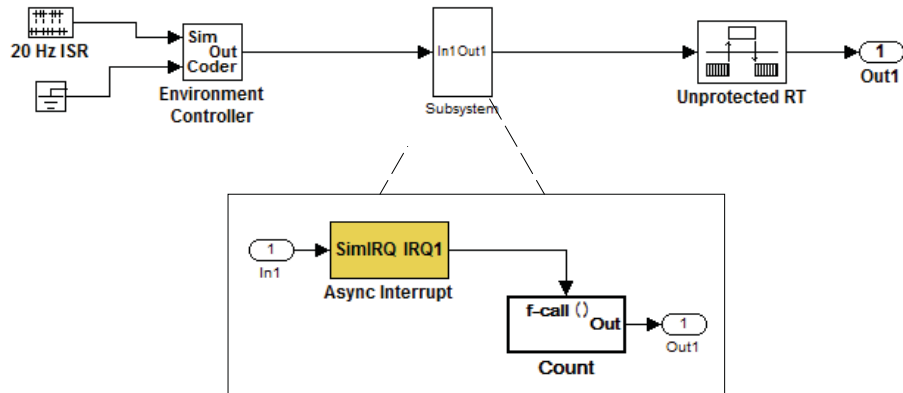 20 Hz ISR
Sim
Out
Coder
Environment
Controller
In1 Out1
Subsystem
Unprotected RT
1
Out1
1
In1
SimIRQ IRQ1
Async Interrupt
f-call ()
Out
Count
1
Out1